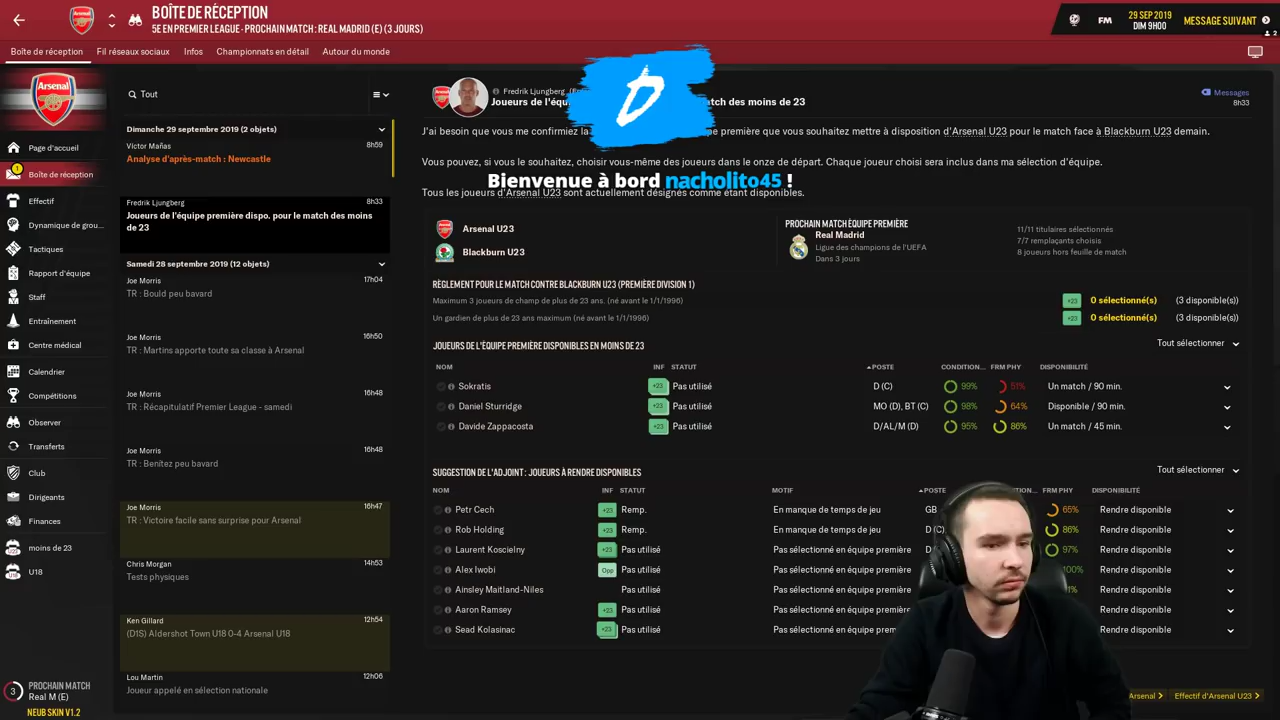 BOÎTE DE RÉCEPTION
5E EN PREMIER LEAGUE · PROCHAIN MATCH : REAL MADRID (E) (3 JOURS)
FM
29 SEP 2019
DIM 9H00
MESSAGE SUIVANT
2
Boîte de réception
Fil réseaux sociaux
Infos
Championnats en détail
Autour du monde
Arsenal
Page d'accueil
1
Boîte de réception
Effectif
Dynamique de grou...
Tactiques
Rapport d'équipe
Staff
Entraînement
Centre médical
Calendrier
Compétitions
Observer
Transferts
Club
Dirigeants
Finances
moins de 23
U18
3
PROCHAIN MATCH
Real M (E)
NEUB SKIN V1.2
Tout
Dimanche 29 septembre 2019 (2 objets)
Víctor Mañas 8h59
Analyse d'après-match : Newcastle
Fredrik Ljungberg 8h33
Joueurs de l'équipe première dispo. pour le match des moins
de 23
Samedi 28 septembre 2019 (12 objets)
Joe Morris 17h04
TR : Bould peu bavard
Joe Morris 16h50
TR : Martins apporte toute sa classe à Arsenal
Joe Morris 16h48
TR : Récapitulatif Premier League - samedi
Joe Morris 16h48
TR : Benítez peu bavard
Joe Morris 16h47
TR : Victoire facile sans surprise pour Arsenal
Chris Morgan 14h53
Tests physiques
Ken Gillard 12h54
(D1S) Aldershot Town U18 0-4 Arsenal U18
Lou Martin 12h06
Joueur appelé en sélection nationale
Fredrik Ljungberg
Joueurs de l'équ
atch des moins de 23
Messages
8h33
D
J'ai besoin que vous me confirmiez la
pe première que vous souhaitez mettre à disposition d'Arsenal U23 pour le match face à Blackburn U23 demain.
Vous pouvez, si vous le souhaitez, choisir vous-même des joueurs dans le onze de départ. Chaque joueur choisi sera inclus dans ma sélection d'équipe.
Bienvenue à bord nacholito45 !
Tous les joueurs d'Arsenal U23 sont actuellement désignés comme étant disponibles.
Arsenal U23
Blackburn U23
PROCHAIN MATCH ÉQUIPE PREMIÈRE
Real Madrid
Ligue des champions de l'UEFA
Dans 3 jours
11/11 titulaires sélectionnés
7/7 remplaçants choisis
8 joueurs hors feuille de match
RÈGLEMENT POUR LE MATCH CONTRE BLACKBURN U23 (PREMIÈRE DIVISION 1)
Maximum 3 joueurs de champ de plus de 23 ans. (né avant le 1/1/1996) +23 0 sélectionné(s) (3 disponible(s))
Un gardien de plus de 23 ans maximum (né avant le 1/1/1996) +23 0 sélectionné(s) (3 disponible(s))
JOUEURS DE L'ÉQUIPE PREMIÈRE DISPONIBLES EN MOINS DE 23
Tout sélectionner
NOM INF STATUT POSTE CONDITION... FRM PHY DISPONIBILITÉ
Sokratis +23 Pas utilisé D (C) 99% 51% Un match / 90 min.
Daniel Sturridge +23 Pas utilisé MO (D), BT (C) 98% 64% Disponible / 90 min.
Davide Zappacosta +23 Pas utilisé D/AL/M (D) 95% 86% Un match / 45 min.
SUGGESTION DE L'ADJOINT : JOUEURS À RENDRE DISPONIBLES
Tout sélectionner
NOM INF STATUT MOTIF POSTE FRM PHY DISPONIBILITÉ
Petr Cech +23 Remp. En manque de temps de jeu GB 65% Rendre disponible
Rob Holding +23 Remp. En manque de temps de jeu D (C) 86% Rendre disponible
Laurent Koscielny +23 Pas utilisé Pas sélectionné en équipe première 97% Rendre disponible
Alex Iwobi Opp Pas utilisé Pas sélectionné en équipe première 100% Rendre disponible
Ainsley Maitland-Niles Pas utilisé Pas sélectionné en équipe première Rendre disponible
Aaron Ramsey +23 Pas utilisé Pas sélectionné en équipe première Rendre disponible
Sead Kolasinac +23 Pas utilisé Pas sélectionné en équipe prem Rendre disponible
Arsenal
Effectif d'Arsenal U23